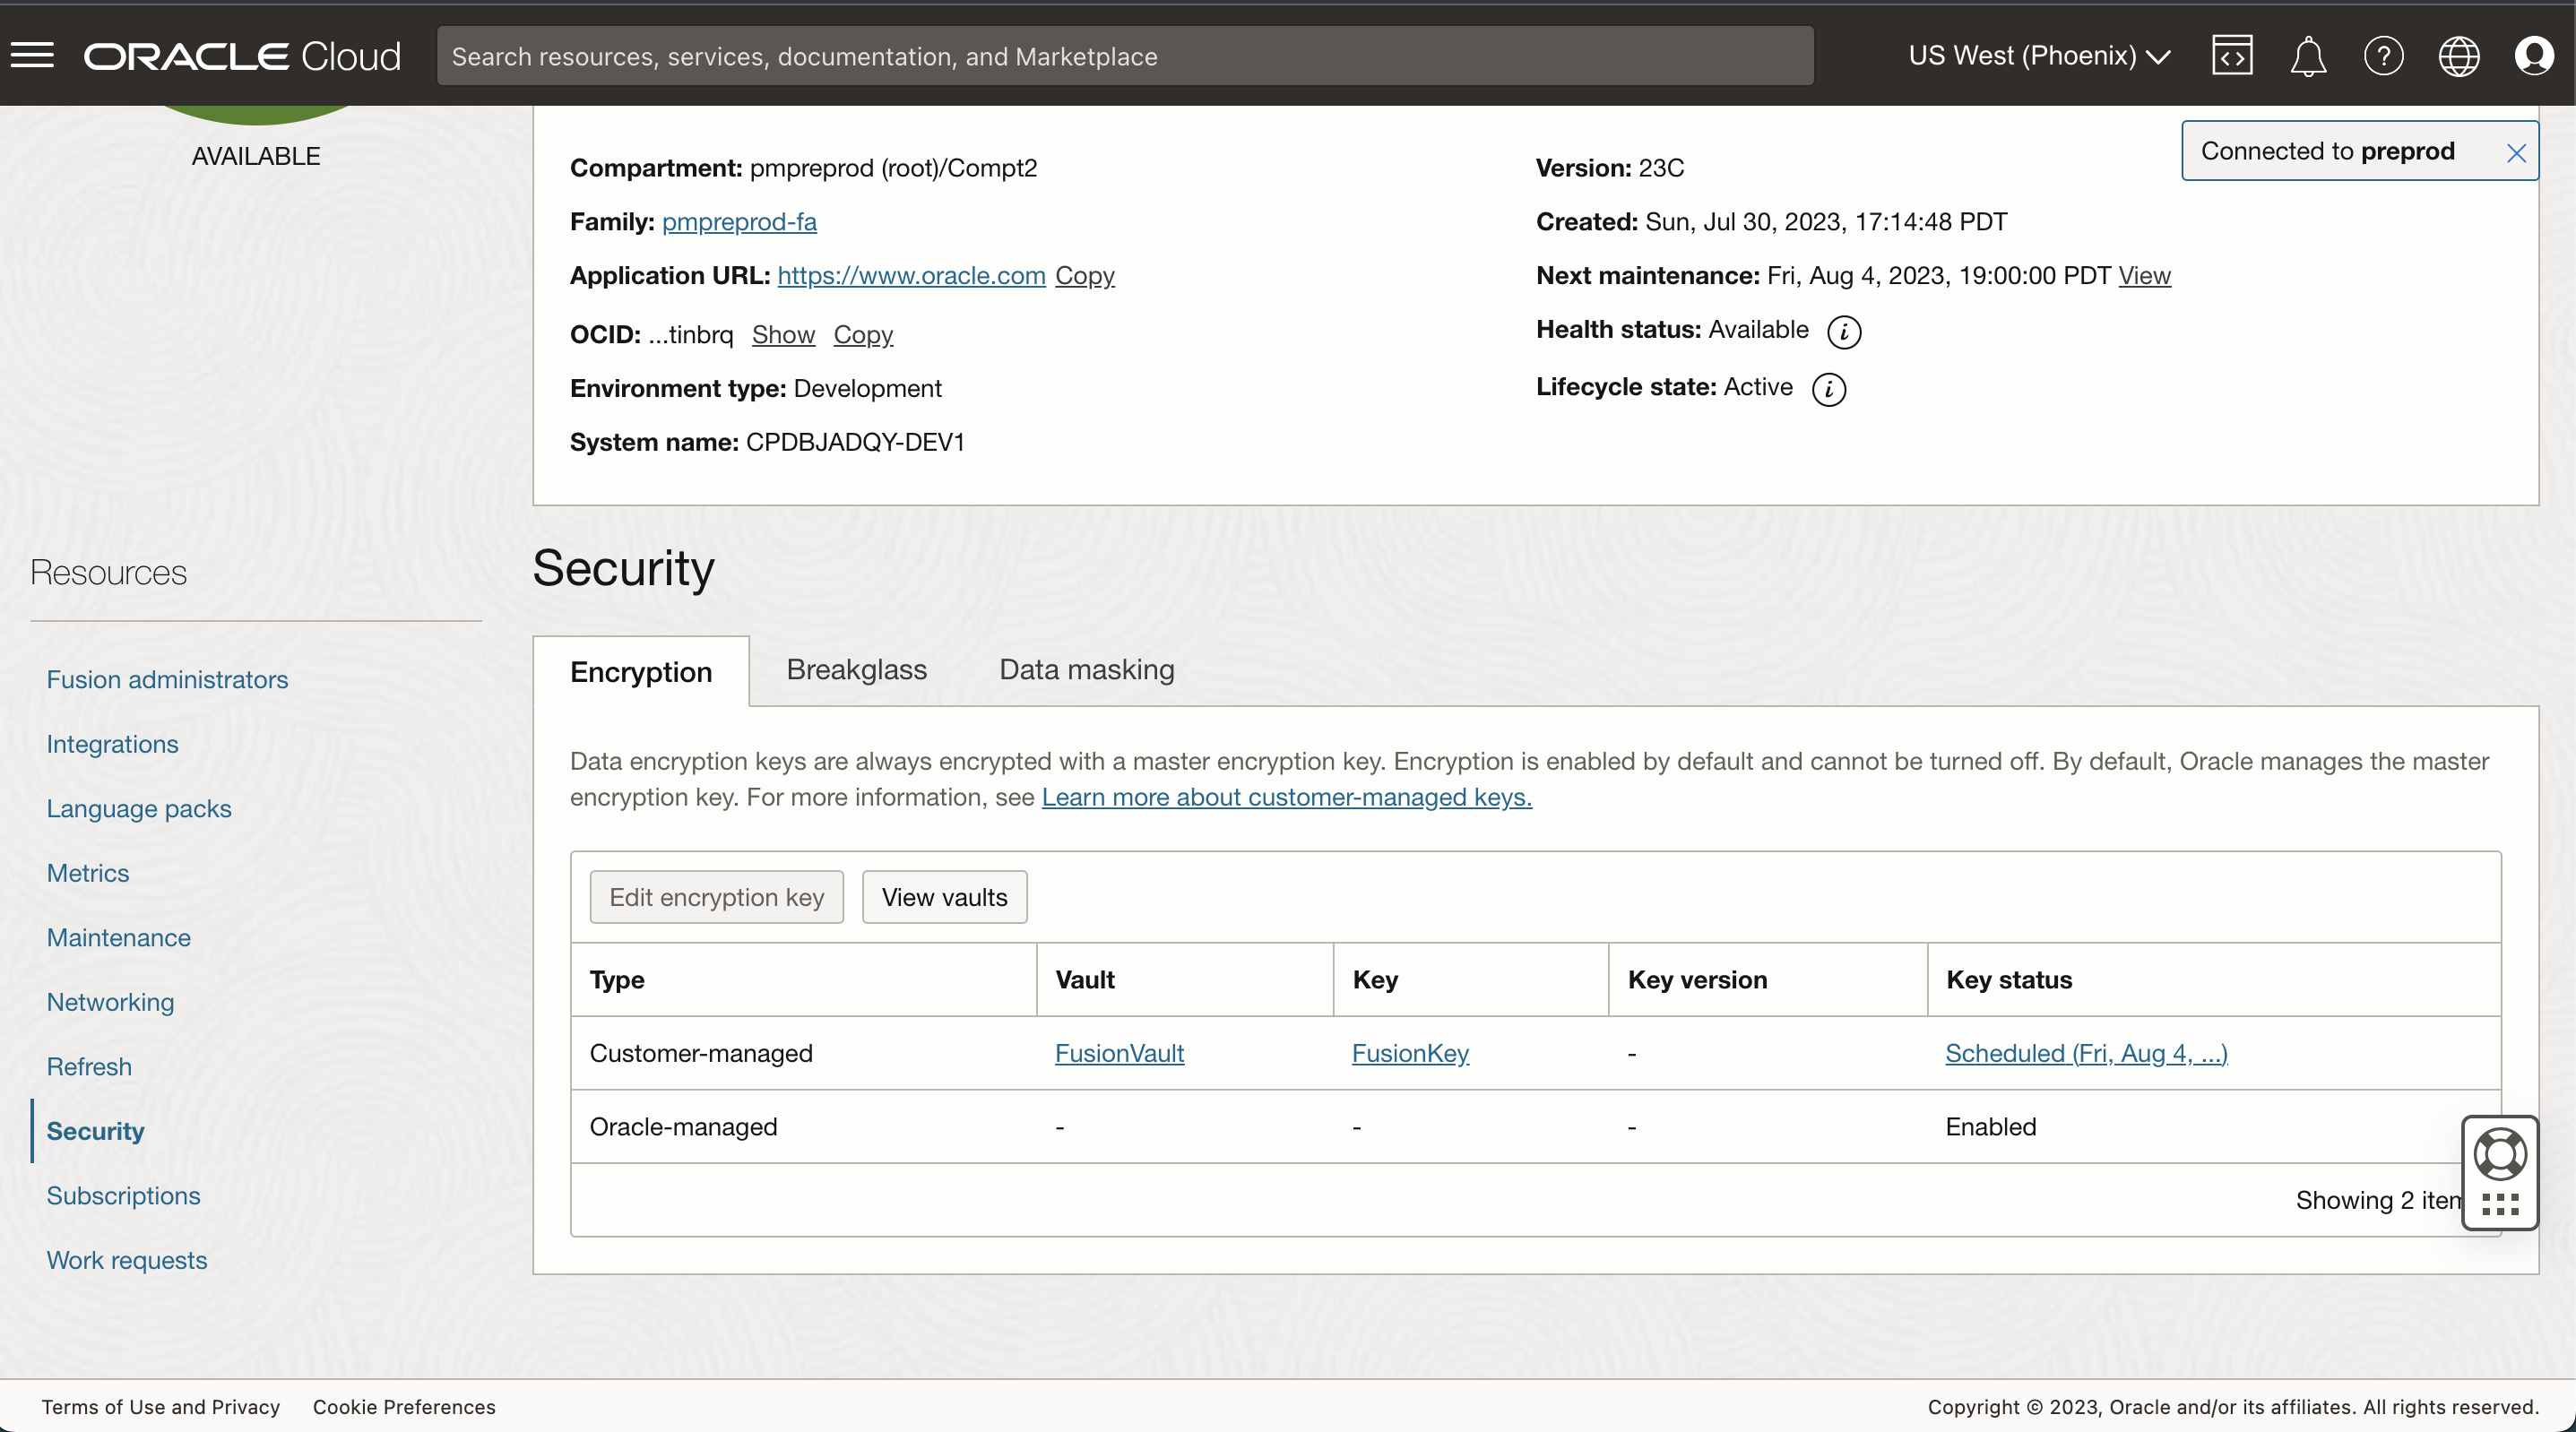 ORACLE Cloud
Search resources, services, documentation, and Marketplace
US West (Phoenix)
AVAILABLE
Connected to preprod
Compartment: pmpreprod (root)/Compt2
Family: pmpreprod-fa
Application URL: https://www.oracle.com Copy
OCID: ...tinbrq Show Copy
Environment type: Development
System name: CPDBJADQY-DEV1
Version: 23C
Created: Sun, Jul 30, 2023, 17:14:48 PDT
Next maintenance: Fri, Aug 4, 2023, 19:00:00 PDT View
Health status: Available
Lifecycle state: Active
Resources
Fusion administrators
Integrations
Language packs
Metrics
Maintenance
Networking
Refresh
Security
Subscriptions
Work requests
Security
Encryption Breakglass Data masking
Data encryption keys are always encrypted with a master encryption key. Encryption is enabled by default and cannot be turned off. By default, Oracle manages the master
encryption key. For more information, see Learn more about customer-managed keys.
Edit encryption key View vaults
Type Vault Key Key version Key status
Customer-managed FusionVault FusionKey - Scheduled (Fri, Aug 4, ...)
Oracle-managed - - - Enabled
Showing 2 item
Terms of Use and Privacy Cookie Preferences
Copyright © 2023, Oracle and/or its affiliates. All rights reserved.